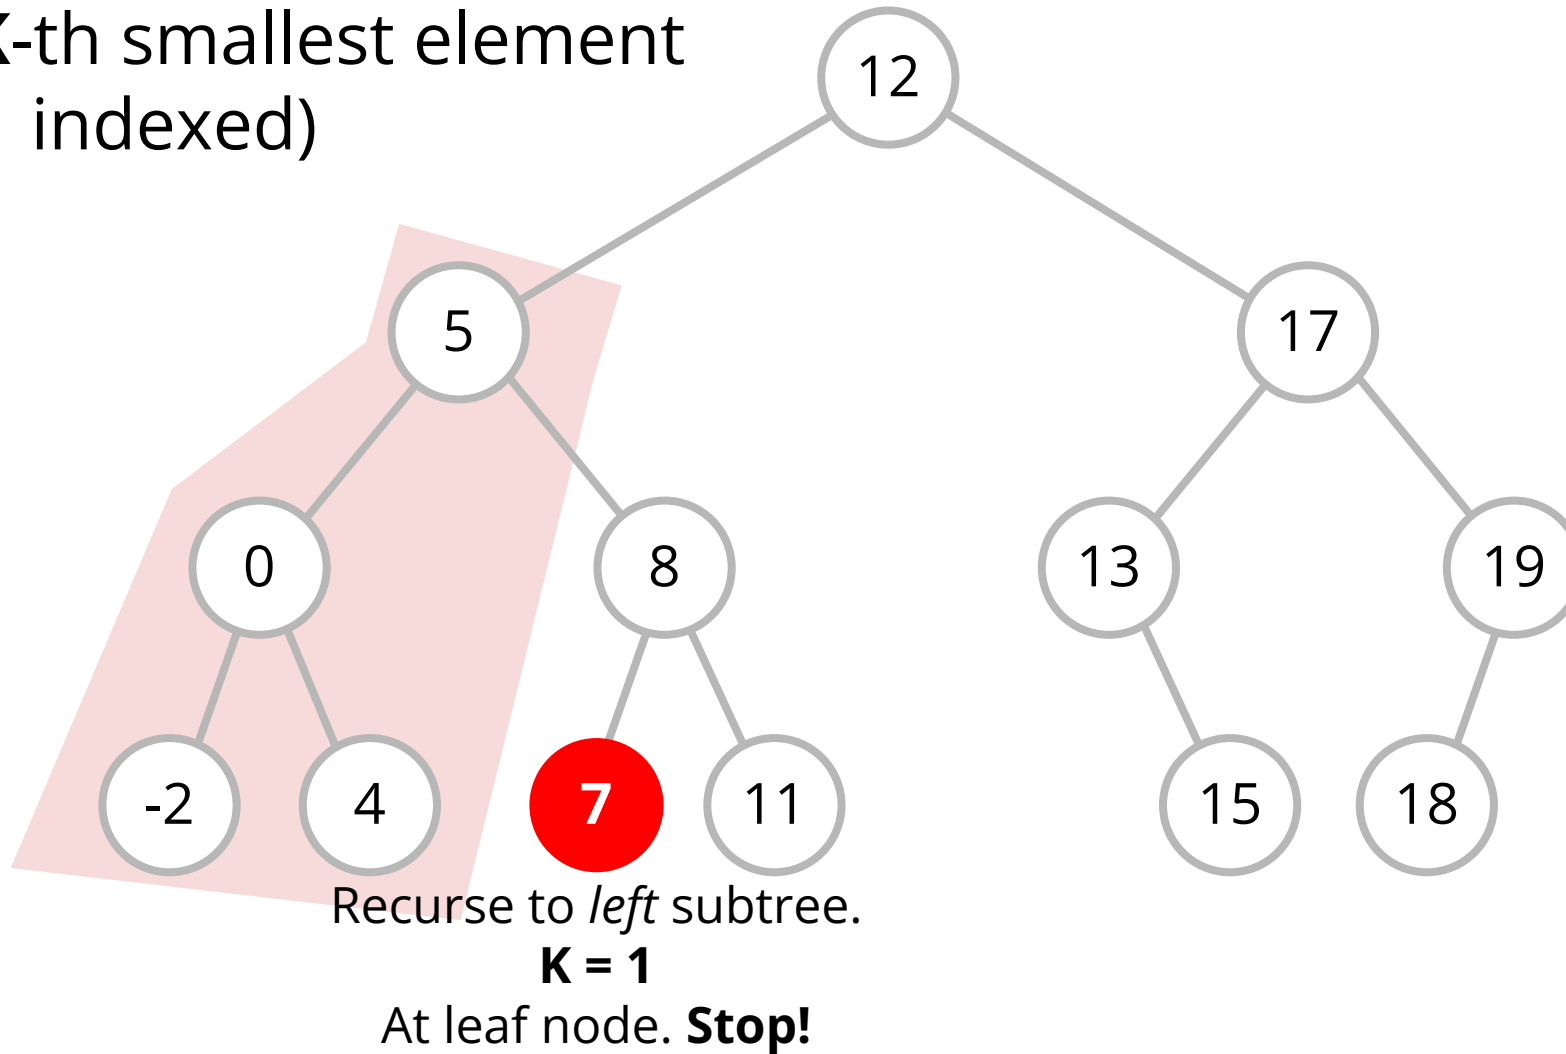 K-th smallest element
indexed)
12
5
17
0
8
13
19
-2
4
7
11
15
18
Recurse to left subtree.
K = 1
At leaf node. Stop!